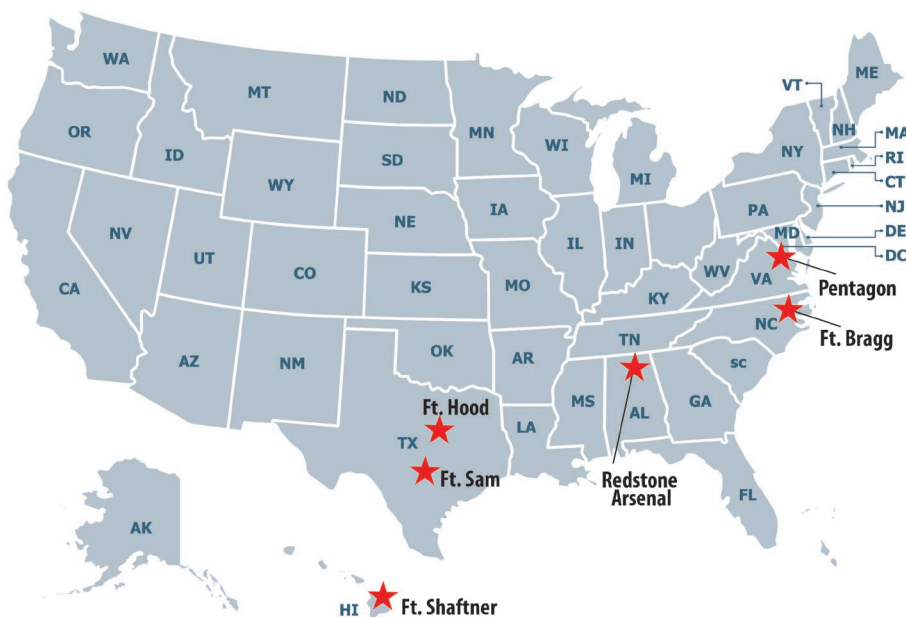 WA
MT
ND
MN
ME
VT
OR
ID
WI
NH
MA
SD
NY
RI
WY
MI
CT
IA
PA
NJ
NE
NV
IL
IN
MD
DE
UT
CO
DC
CA
KS
MO
WV
VA
Pentagon
KY
NC
Ft. Bragg
TN
AZ
NM
OK
AR
SC
MS
AL
GA
Ft. Hood
TX
LA
Ft. Sam
Redstone
Arsenal
FL
AK
HI
Ft. Shaftner